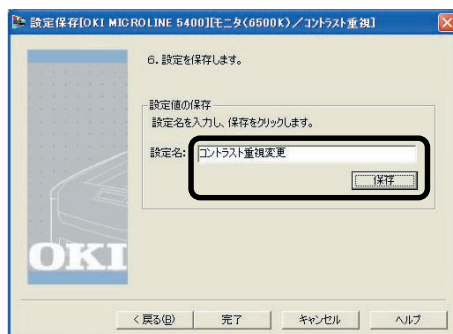 設定保存[OKI MICROLINE 5400][モニタ(6500K)／コントラスト重視]
6. 設定を保存します。
設定値の保存
設定名を入力し、保存をクリックします。
設定名: コントラスト重視変更
保存
OKI
< 戻る(B) 完了 キャンセル ヘルプ